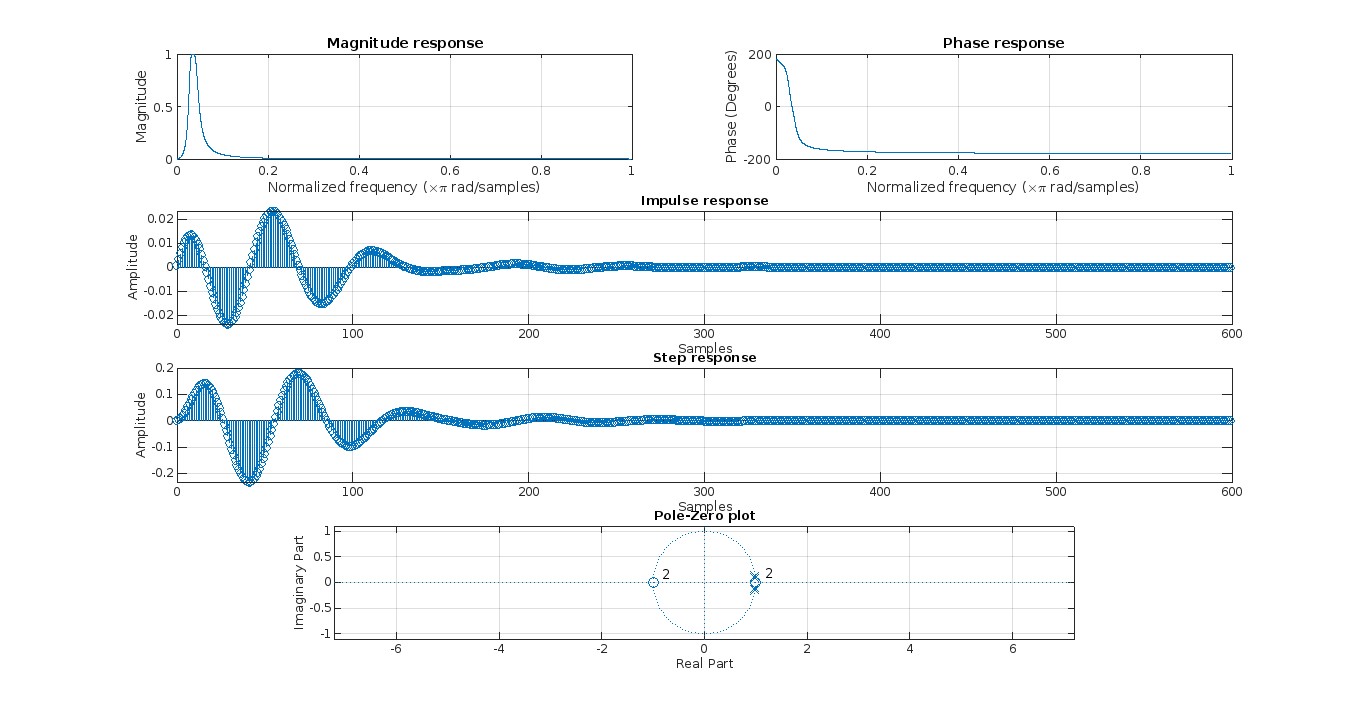 Magnitude response
Magnitude
1
0.5
0
0 0.2 0.4 0.6 0.8 1
Normalized frequency (×π rad/samples)
Phase response
Phase (Degrees)
200
0
-200
0 0.2 0.4 0.6 0.8 1
Normalized frequency (×π rad/samples)
Impulse response
Amplitude
0.02
0.01
0
-0.01
-0.02
0 100 200 300 400 500 600
Samples
Step response
Amplitude
0.2
0.1
0
-0.1
-0.2
0 100 200 300 400 500 600
Samples
Pole-Zero plot
Imaginary Part
1
0.5
0
-0.5
-1
2 2
-6 -4 -2 0 2 4 6
Real Part